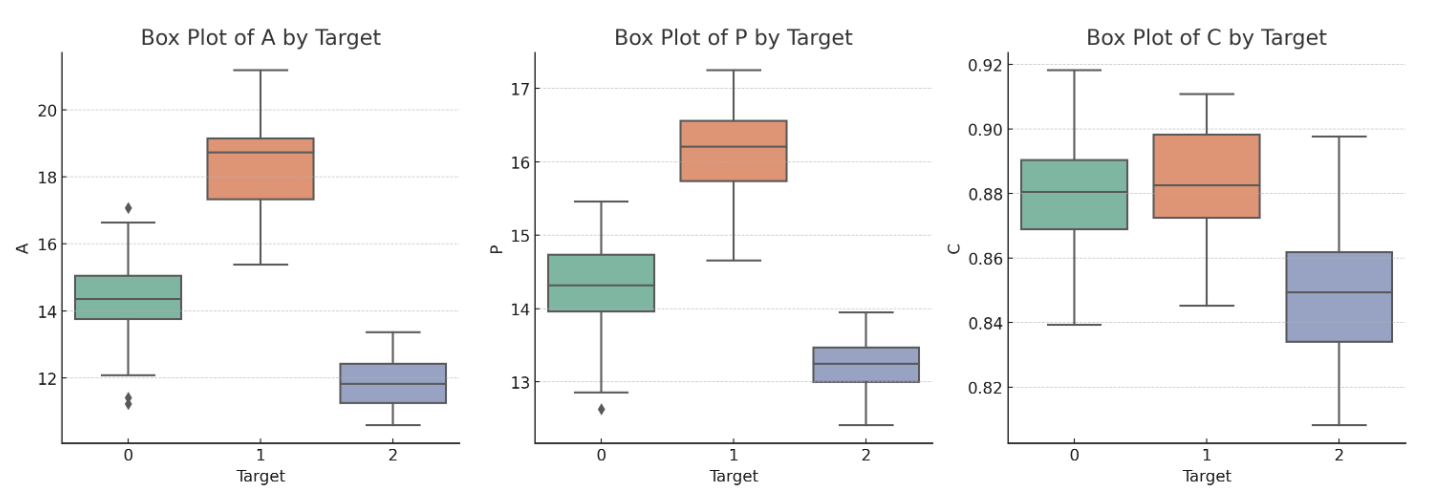 Box Plot of A by Target
A
20
18
16
14
12
0 1 2
Target
Box Plot of P by Target
P
17
16
15
14
13
0 1 2
Target
Box Plot of C by Target
C
0.92
0.90
0.88
0.86
0.84
0.82
0 1 2
Target